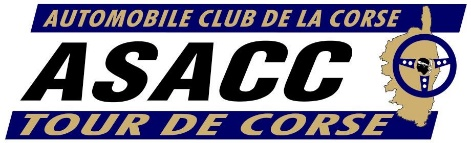 AUTOMOBILE CLUB DE LA CORSE
ASACC
TOUR DE CORSE